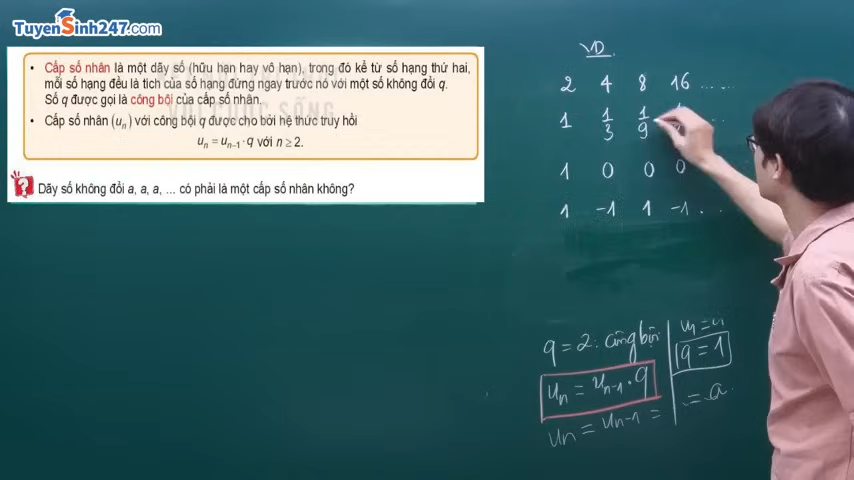 TuyenSinh247.com
• Cấp số nhân là một dãy số (hữu hạn hay vô hạn), trong đó kể từ số hạng thứ hai,
mỗi số hạng đều là tích của số hạng đứng ngay trước nó với một số không đổi q.
Số q được gọi là công bội của cấp số nhân.
• Cấp số nhân (uₙ) với công bội q được cho bởi hệ thức truy hồi
uₙ = uₙ₋₁·q với n ≥ 2.
Dãy số không đổi a, a, a, ... có phải là một cấp số nhân không?
VD.
2 4 8 16 ......
1 1/3 1/9
1 0 0 0
1 -1 1 -1 . .
q = 2 : công bội
q = 1
uₙ = uₙ₋₁ . q
= a.
uₙ = uₙ₋₁ =